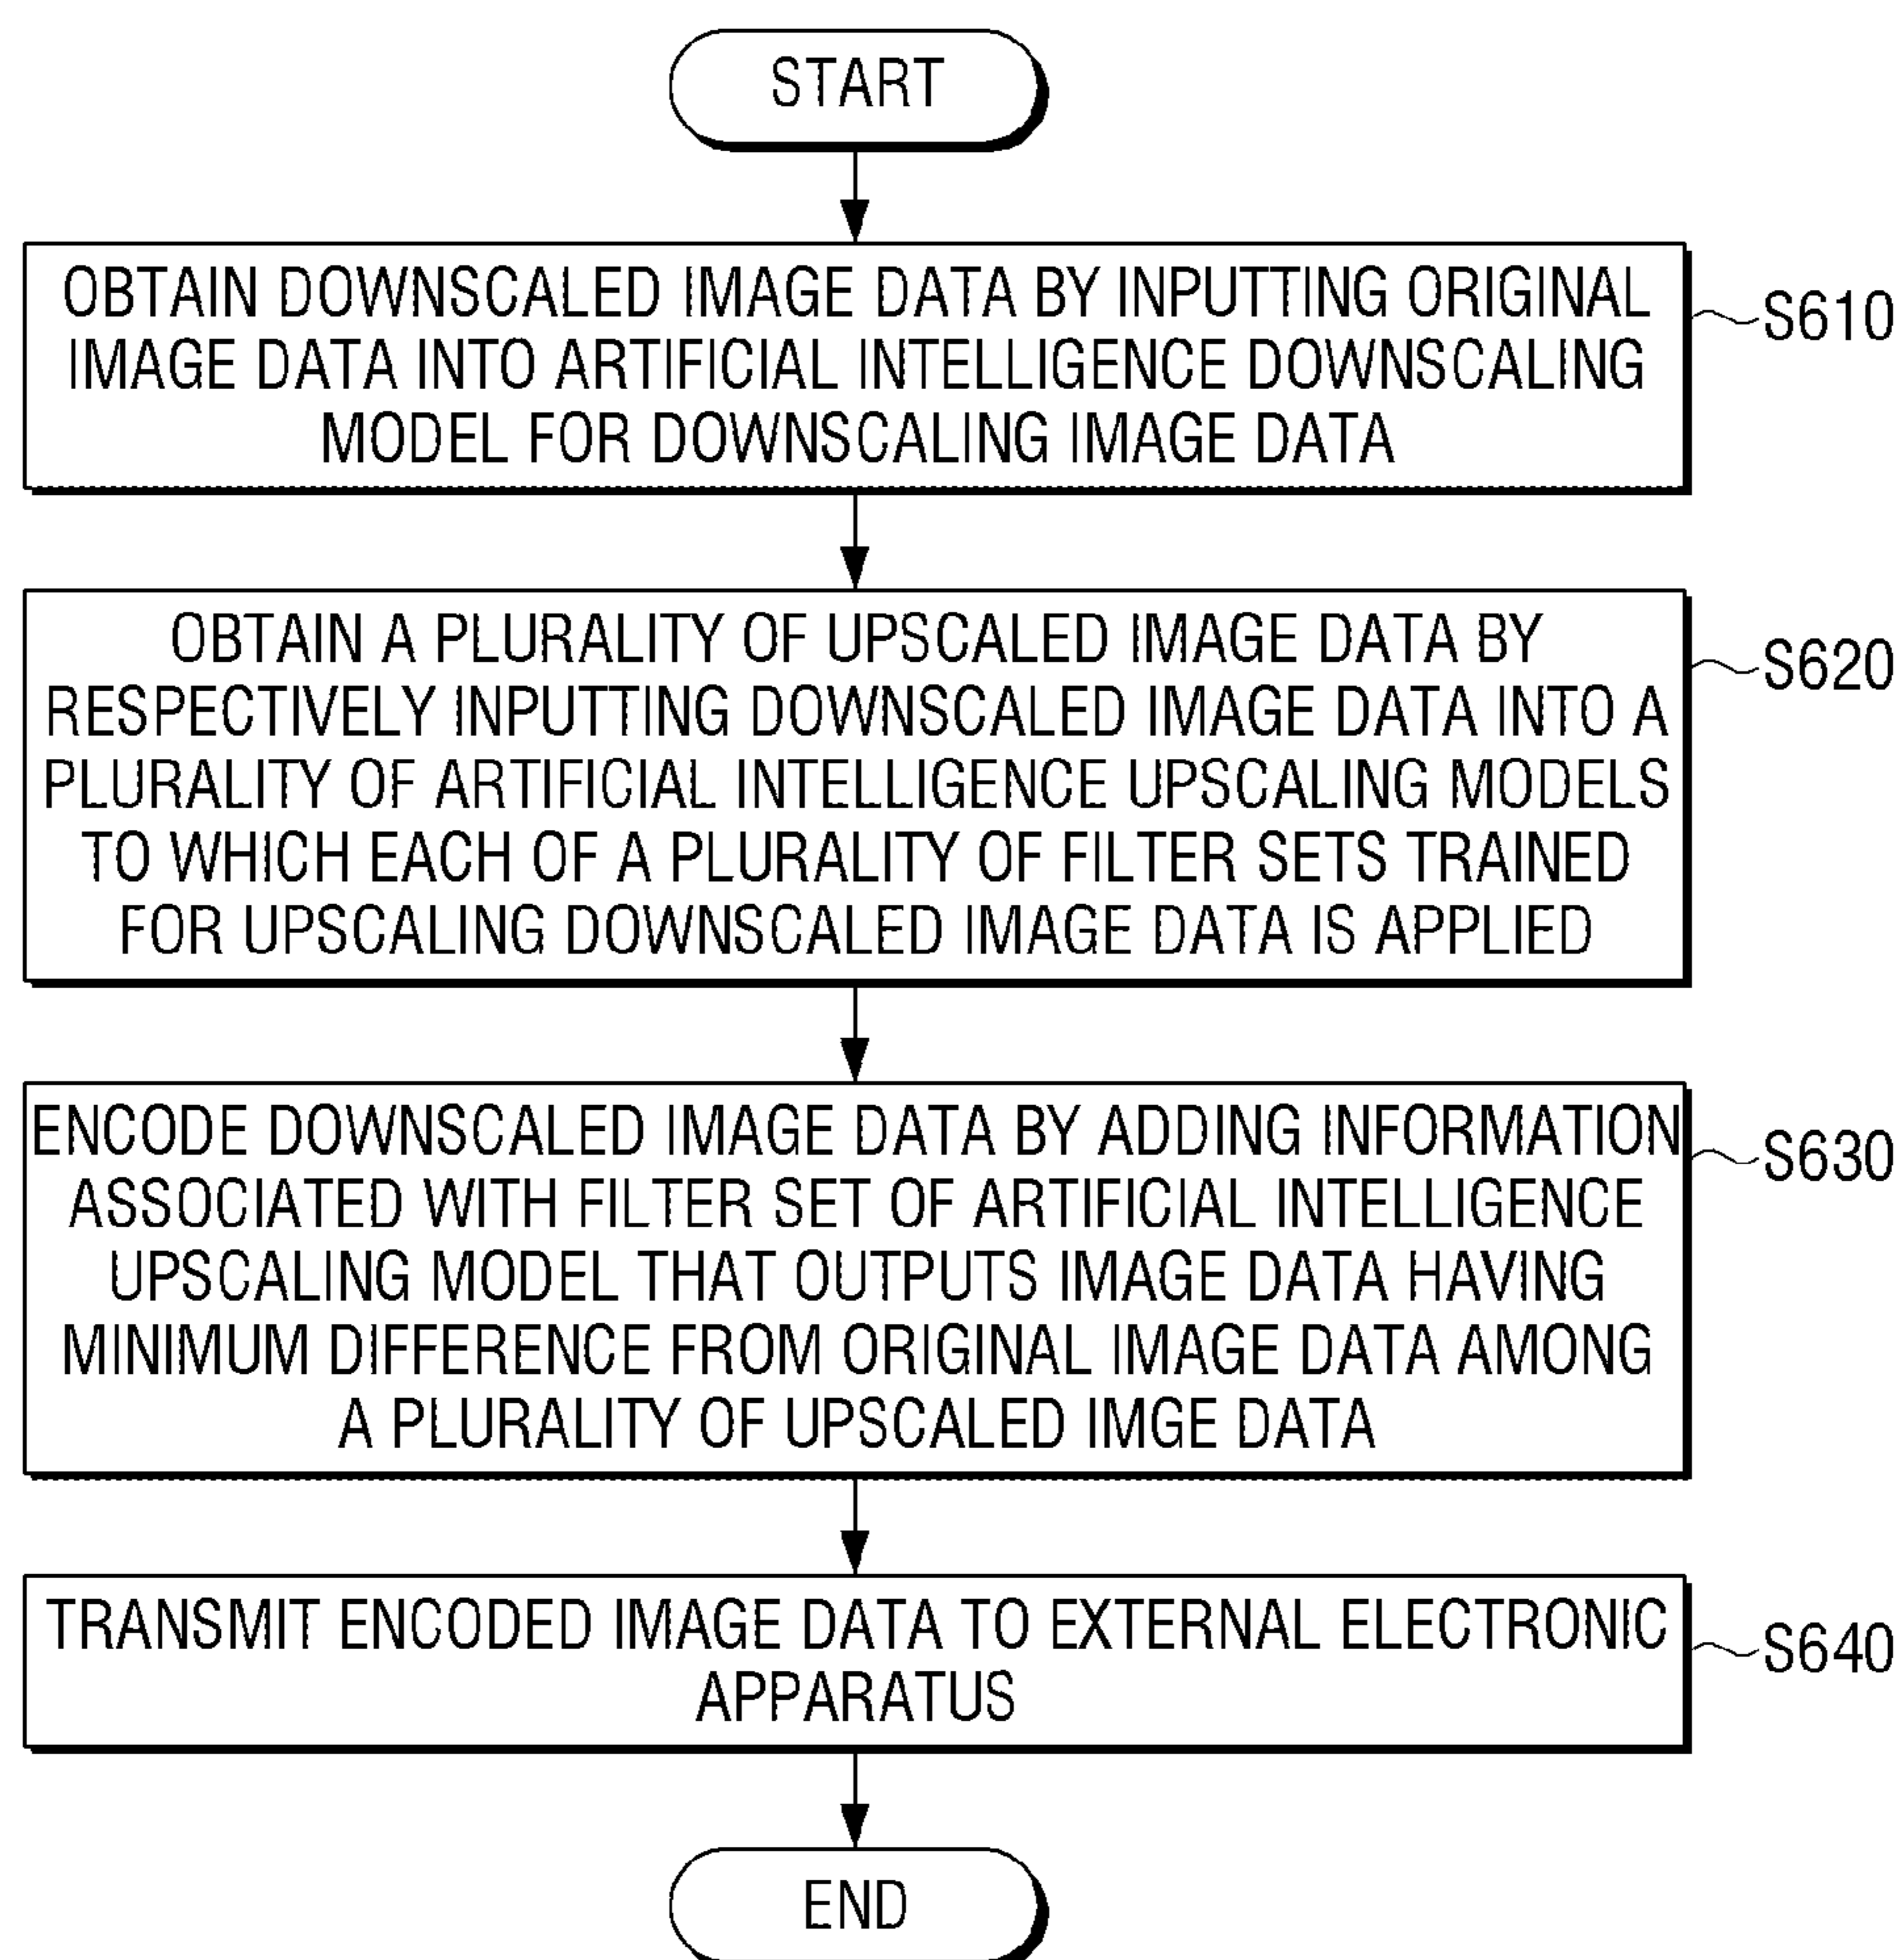 START
OBTAIN DOWNSCALED IMAGE DATA BY INPUTTING ORIGINAL
IMAGE DATA INTO ARTIFICIAL INTELLIGENCE DOWNSCALING
MODEL FOR DOWNSCALING IMAGE DATA
S610
OBTAIN A PLURALITY OF UPSCALED IMAGE DATA BY
RESPECTIVELY INPUTTING DOWNSCALED IMAGE DATA INTO A
PLURALITY OF ARTIFICIAL INTELLIGENCE UPSCALING MODELS
TO WHICH EACH OF A PLURALITY OF FILTER SETS TRAINED
FOR UPSCALING DOWNSCALED IMAGE DATA IS APPLIED
S620
ENCODE DOWNSCALED IMAGE DATA BY ADDING INFORMATION
ASSOCIATED WITH FILTER SET OF ARTIFICIAL INTELLIGENCE
UPSCALING MODEL THAT OUTPUTS IMAGE DATA HAVING
MINIMUM DIFFERENCE FROM ORIGINAL IMAGE DATA AMONG
A PLURALITY OF UPSCALED IMGE DATA
S630
TRANSMIT ENCODED IMAGE DATA TO EXTERNAL ELECTRONIC
APPARATUS
S640
END